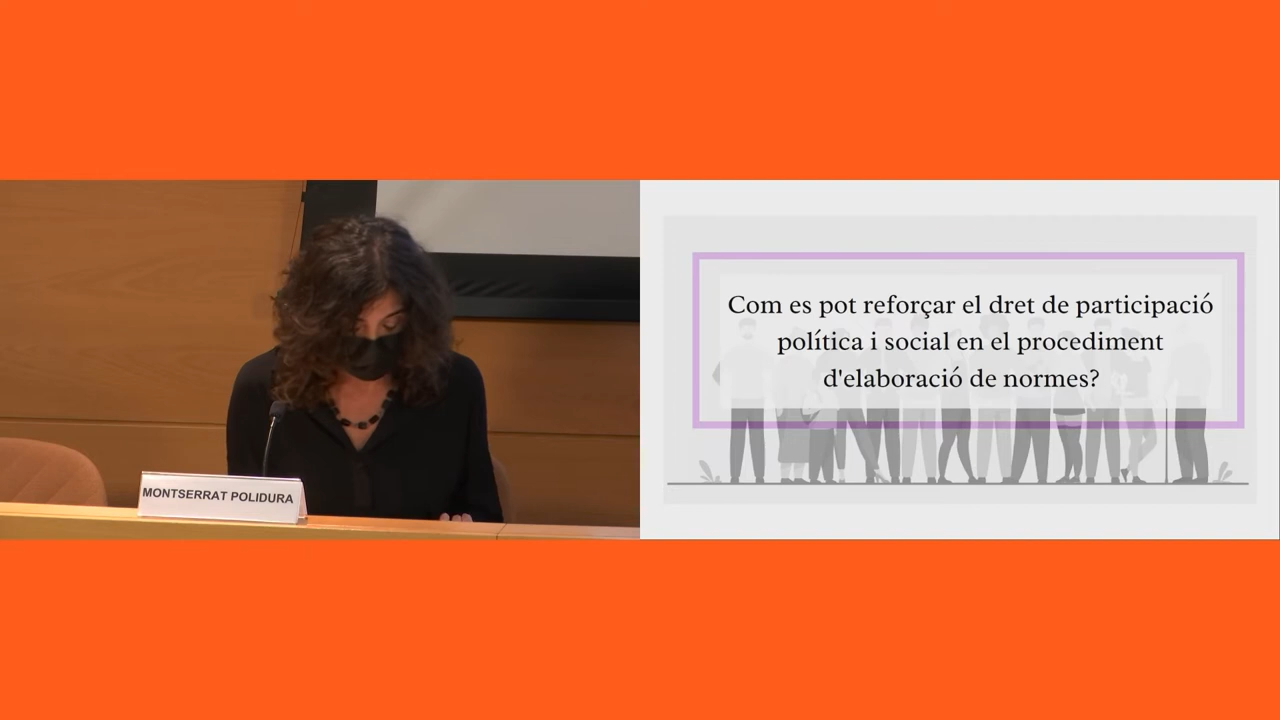 MONTSERRAT POLIDURA
Com es pot reforçar el dret de participació
política i social en el procediment
d'elaboració de normes?